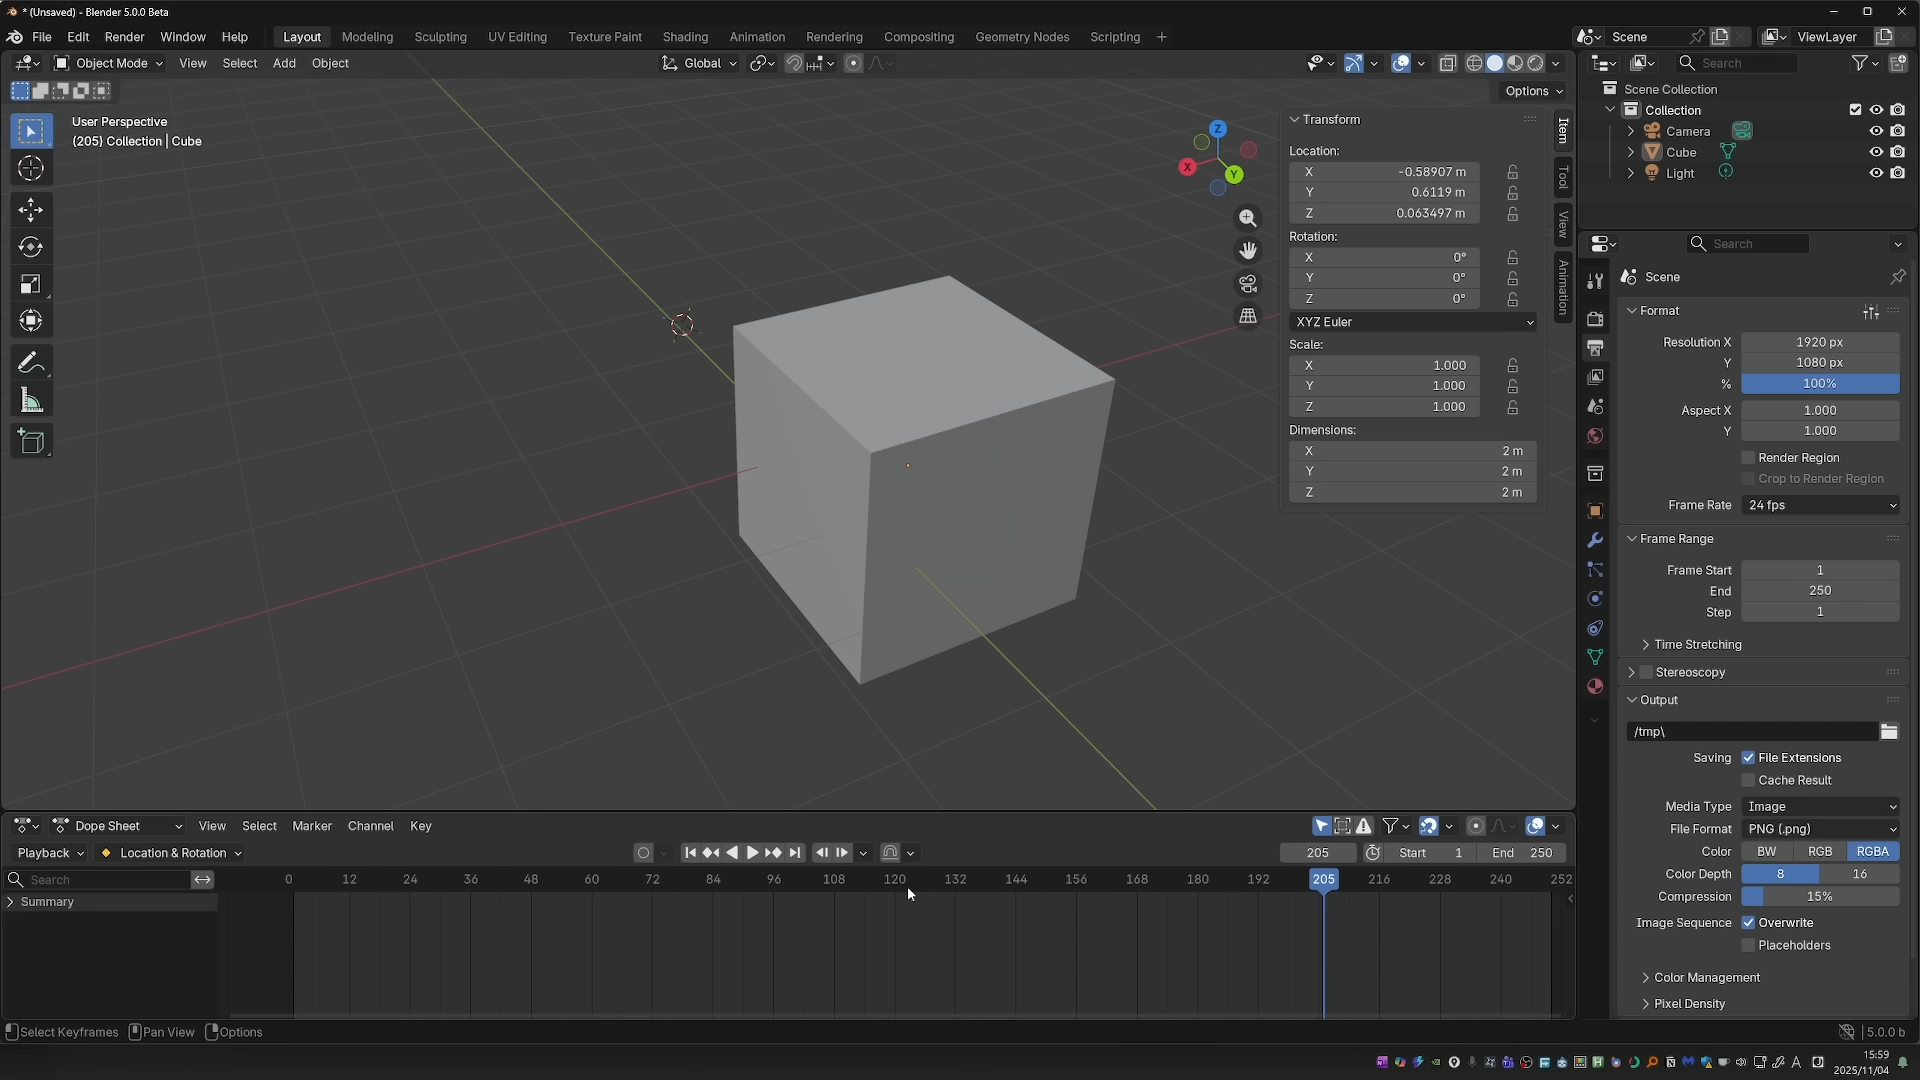 * (Unsaved) - Blender 5.0.0 Beta
File Edit Render Window Help Layout Modeling Sculpting UV Editing Texture Paint Shading Animation Rendering Compositing Geometry Nodes Scripting + Scene ViewLayer
Object Mode View Select Add Object Global Search
Options
User Perspective
(205) Collection | Cube
Z
X
Y
Transform
Location:
X -0.58907 m
Y 0.6119 m
Z 0.063497 m
Rotation:
X 0°
Y 0°
Z 0°
XYZ Euler
Scale:
X 1.000
Y 1.000
Z 1.000
Dimensions:
X 2 m
Y 2 m
Z 2 m
Item
Tool
View
Animation
Scene Collection
Collection
Camera
Cube
Light
Search
Scene
Format
Resolution X 1920 px
Y 1080 px
% 100%
Aspect X 1.000
Y 1.000
Render Region
Crop to Render Region
Frame Rate 24 fps
Frame Range
Frame Start 1
End 250
Step 1
Time Stretching
Stereoscopy
Output
/tmp\
Saving File Extensions
Cache Result
Media Type Image
File Format PNG (.png)
Color BW RGB RGBA
Color Depth 8 16
Compression 15%
Image Sequence Overwrite
Placeholders
Color Management
Pixel Density
Dope Sheet View Select Marker Channel Key
Playback Location & Rotation 205 Start 1 End 250
Search 0 12 24 36 48 60 72 84 96 108 120 132 144 156 168 180 192 205 216 228 240 252
Summary
Select Keyframes Pan View Options 5.0.0 b
A
15:59
2025/11/04